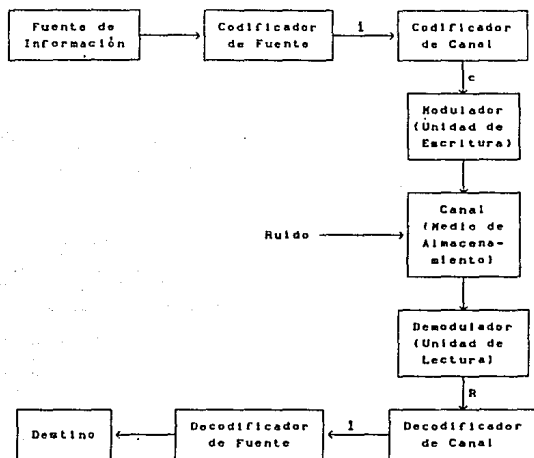 Fuente de
Información
Codificador
de Fuente
i
Codificador
de Canal
c
Modulador
(Unidad de
Escritura)
Ruido
Canal
(Medio de
Almacena-
miento)
Demodulador
(Unidad de
Lectura)
R
Destino
Decodificador
de Fuente
i
Decodificador
de Canal